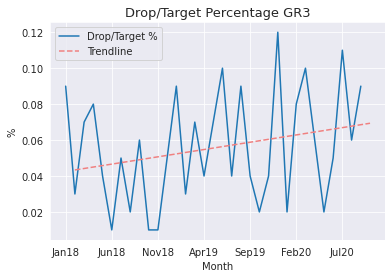 Drop/Target Percentage GR3
Drop/Target %
Trendline
0.12
0.10
0.08
0.06
0.04
0.02
%
Jan18 Jun18 Nov18 Apr19 Sep19 Feb20 Jul20
Month